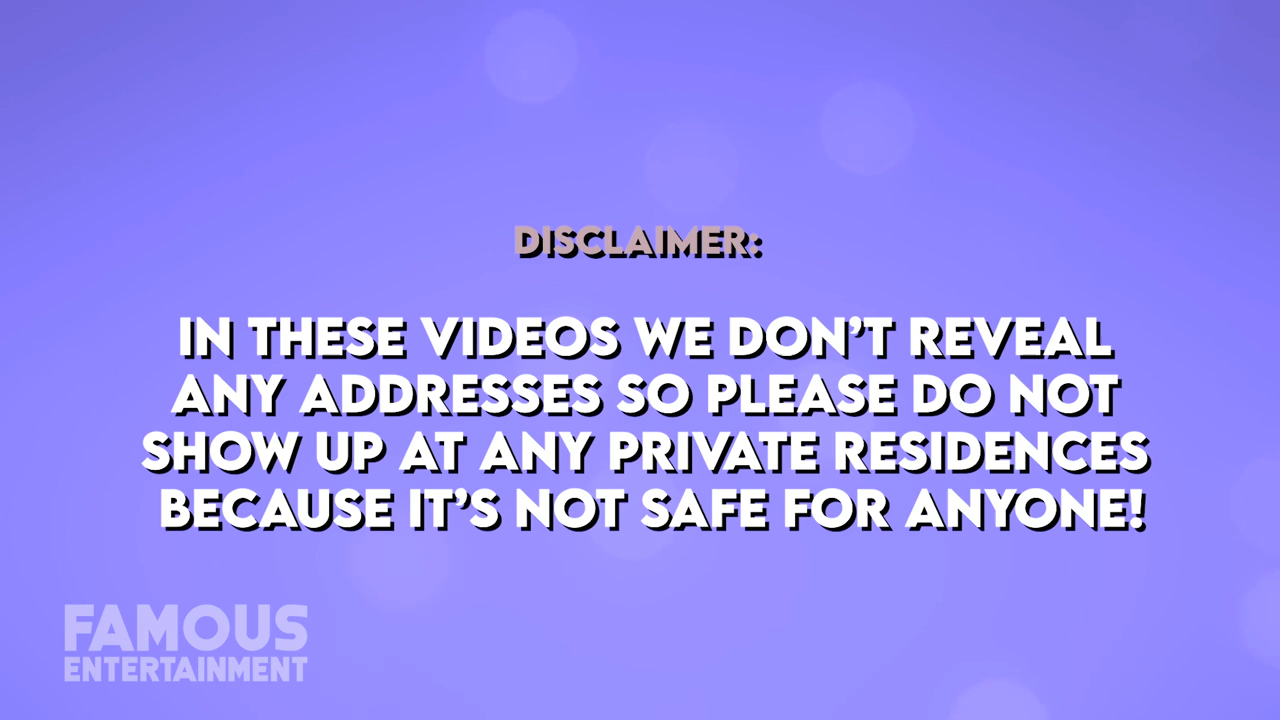 DISCLAIMER:
IN THESE VIDEOS WE DON’T REVEAL
ANY ADDRESSES SO PLEASE DO NOT
SHOW UP AT ANY PRIVATE RESIDENCES
BECAUSE IT’S NOT SAFE FOR ANYONE!
FAMOUS
ENTERTAINMENT